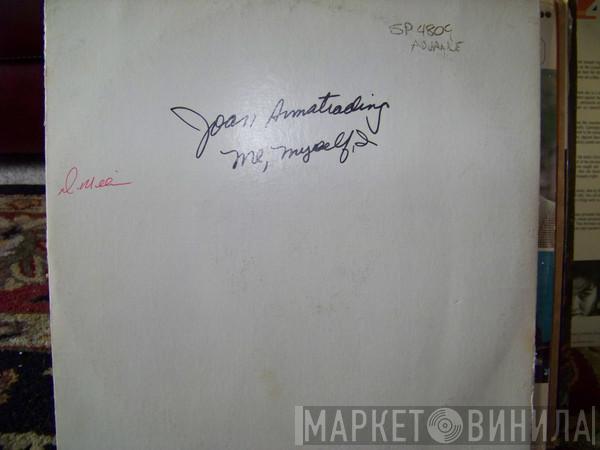 SP 4809
ADVANCE
Joan Armatrading
Me, Myself, I
МАРКЕТ ВИНИЛА